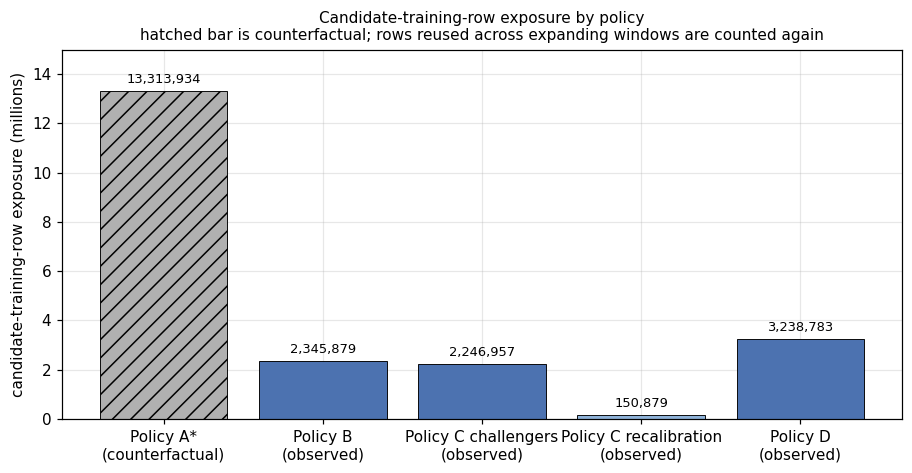 Candidate-training-row exposure by policy
hatched bar is counterfactual; rows reused across expanding windows are counted again
candidate-training-row exposure (millions)
14
12
10
8
6
4
2
0
13,313,934
2,345,879
2,246,957
150,879
3,238,783
Policy A*
(counterfactual)
Policy B
(observed)
Policy C challengers
(observed)
Policy C recalibration
(observed)
Policy D
(observed)